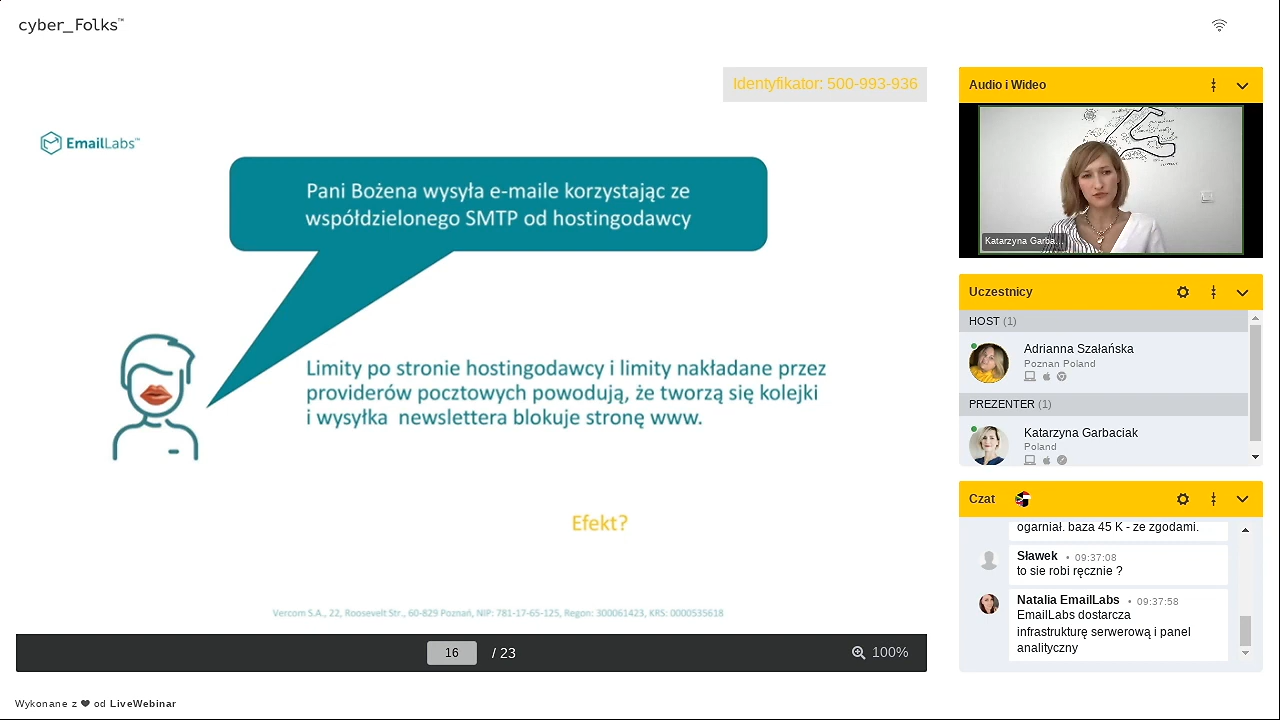 cyber_Folks™
Identyfikator: 500-993-936
EmailLabs™
Pani Bożena wysyła e-maile korzystając ze
współdzielonego SMTP od hostingodawcy
Limity po stronie hostingodawcy i limity nakładane przez
providerów pocztowych powodują, że tworzą się kolejki
i wysyłka newslettera blokuje stronę www.
Efekt?
Vercom S.A., 22, Roosevelt Str., 60-829 Poznań, NIP: 781-17-65-125, Regon: 300061423, KRS: 0000535618
16 / 23
100%
Audio i Wideo
Katarzyna Garba...
Uczestnicy
HOST (1)
Adrianna Szalańska
Poznan Poland
PREZENTER (1)
Katarzyna Garbaciak
Poland
Czat
ogarniał. baza 45 K - ze zgodami.
Sławek • 09:37:08
to sie robi ręcznie ?
Natalia EmailLabs • 09:37:58
EmailLabs dostarcza
infrastrukturę serwerową i panel
analityczny
Wykonane z ❤ od LiveWebinar